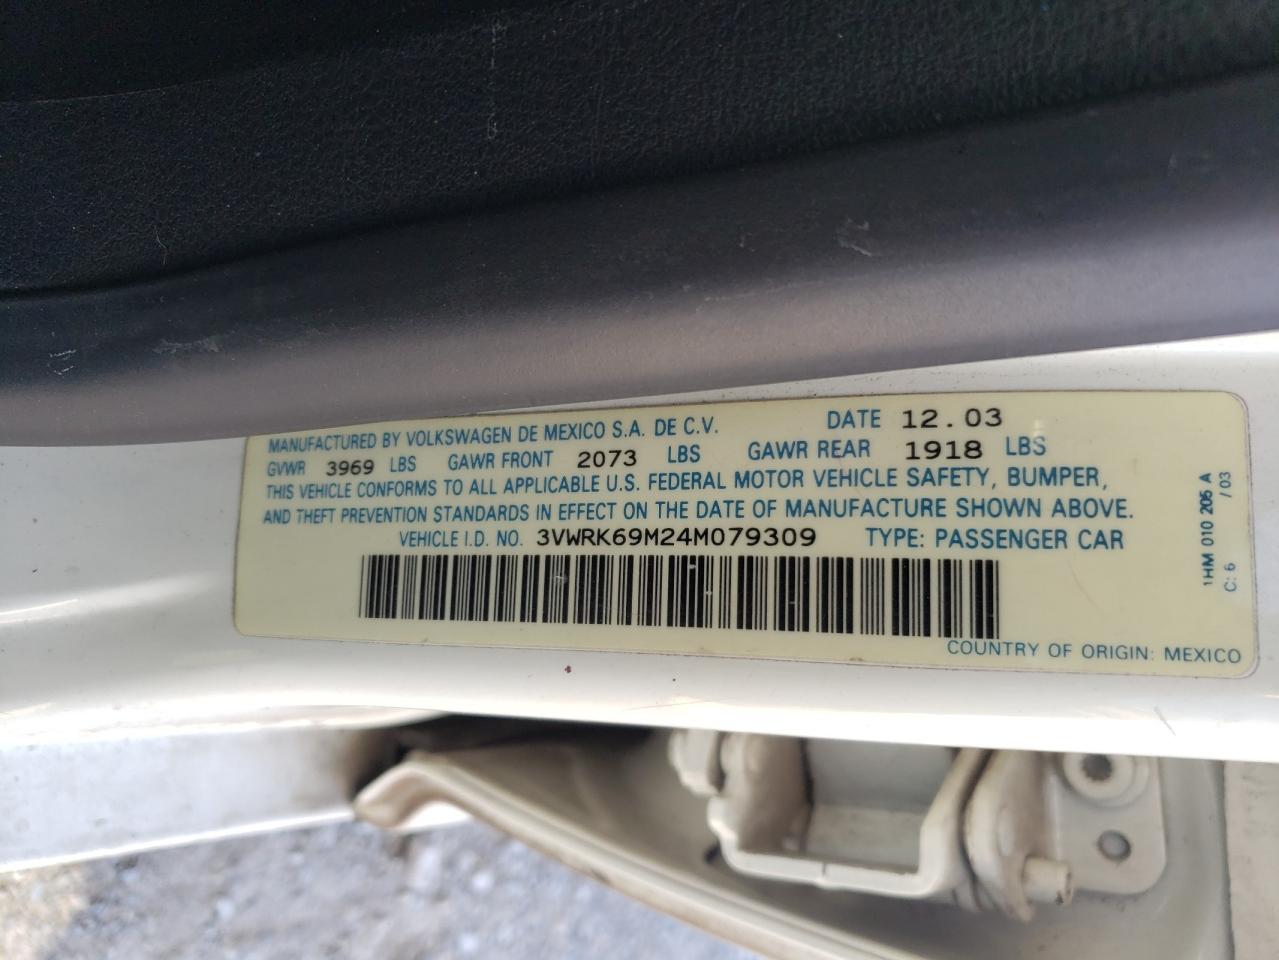 MANUFACTURED BY VOLKSWAGEN DE MEXICO S.A. DE C.V. DATE 12.03
GVWR 3969 LBS GAWR FRONT 2073 LBS GAWR REAR 1918 LBS
THIS VEHICLE CONFORMS TO ALL APPLICABLE U.S. FEDERAL MOTOR VEHICLE SAFETY, BUMPER,
AND THEFT PREVENTION STANDARDS IN EFFECT ON THE DATE OF MANUFACTURE SHOWN ABOVE.
VEHICLE I.D. NO. 3VWRK69M24M079309 TYPE: PASSENGER CAR
COUNTRY OF ORIGIN: MEXICO
1HM 010 206 A
C: 6 / 03